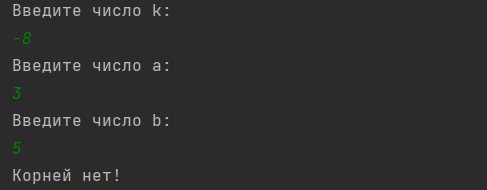 Введите число k:
-8
Введите число a:
3
Введите число b:
5
Корней нет!